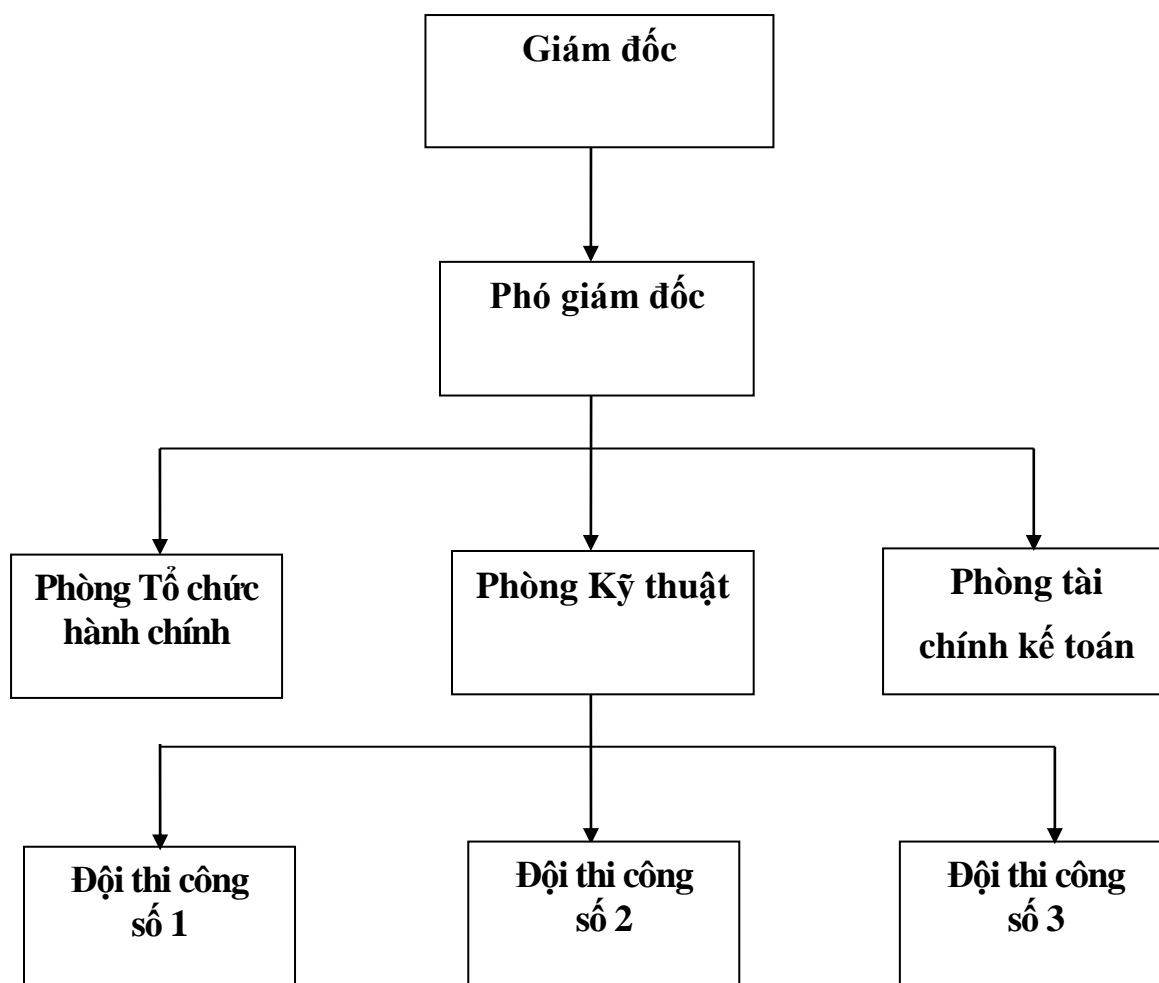 Giám đốc
Phó giám đốc
Phòng Tổ chức
hành chính
Phòng Kỹ thuật
Phòng tài
chính kế toán
Đội thi công
số 1
Đội thi công
số 2
Đội thi công
số 3